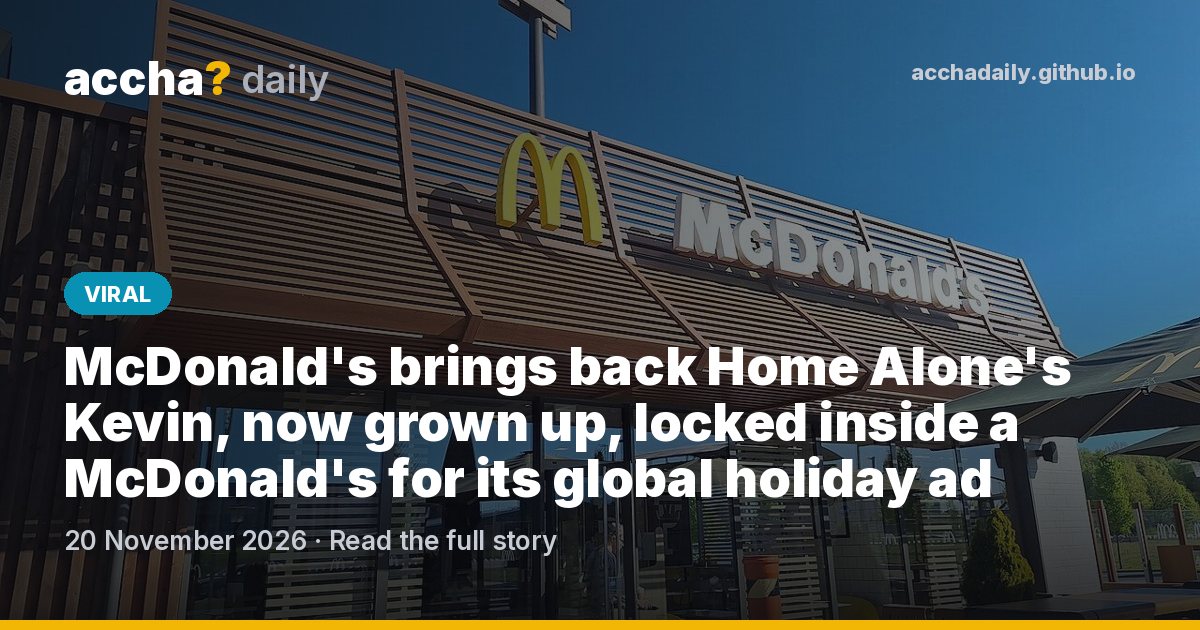 accha? daily
acchadaily.github.io
McDonald's
VIRAL
McDonald's brings back Home Alone's
Kevin, now grown up, locked inside a
McDonald's for its global holiday ad
20 November 2026 · Read the full story